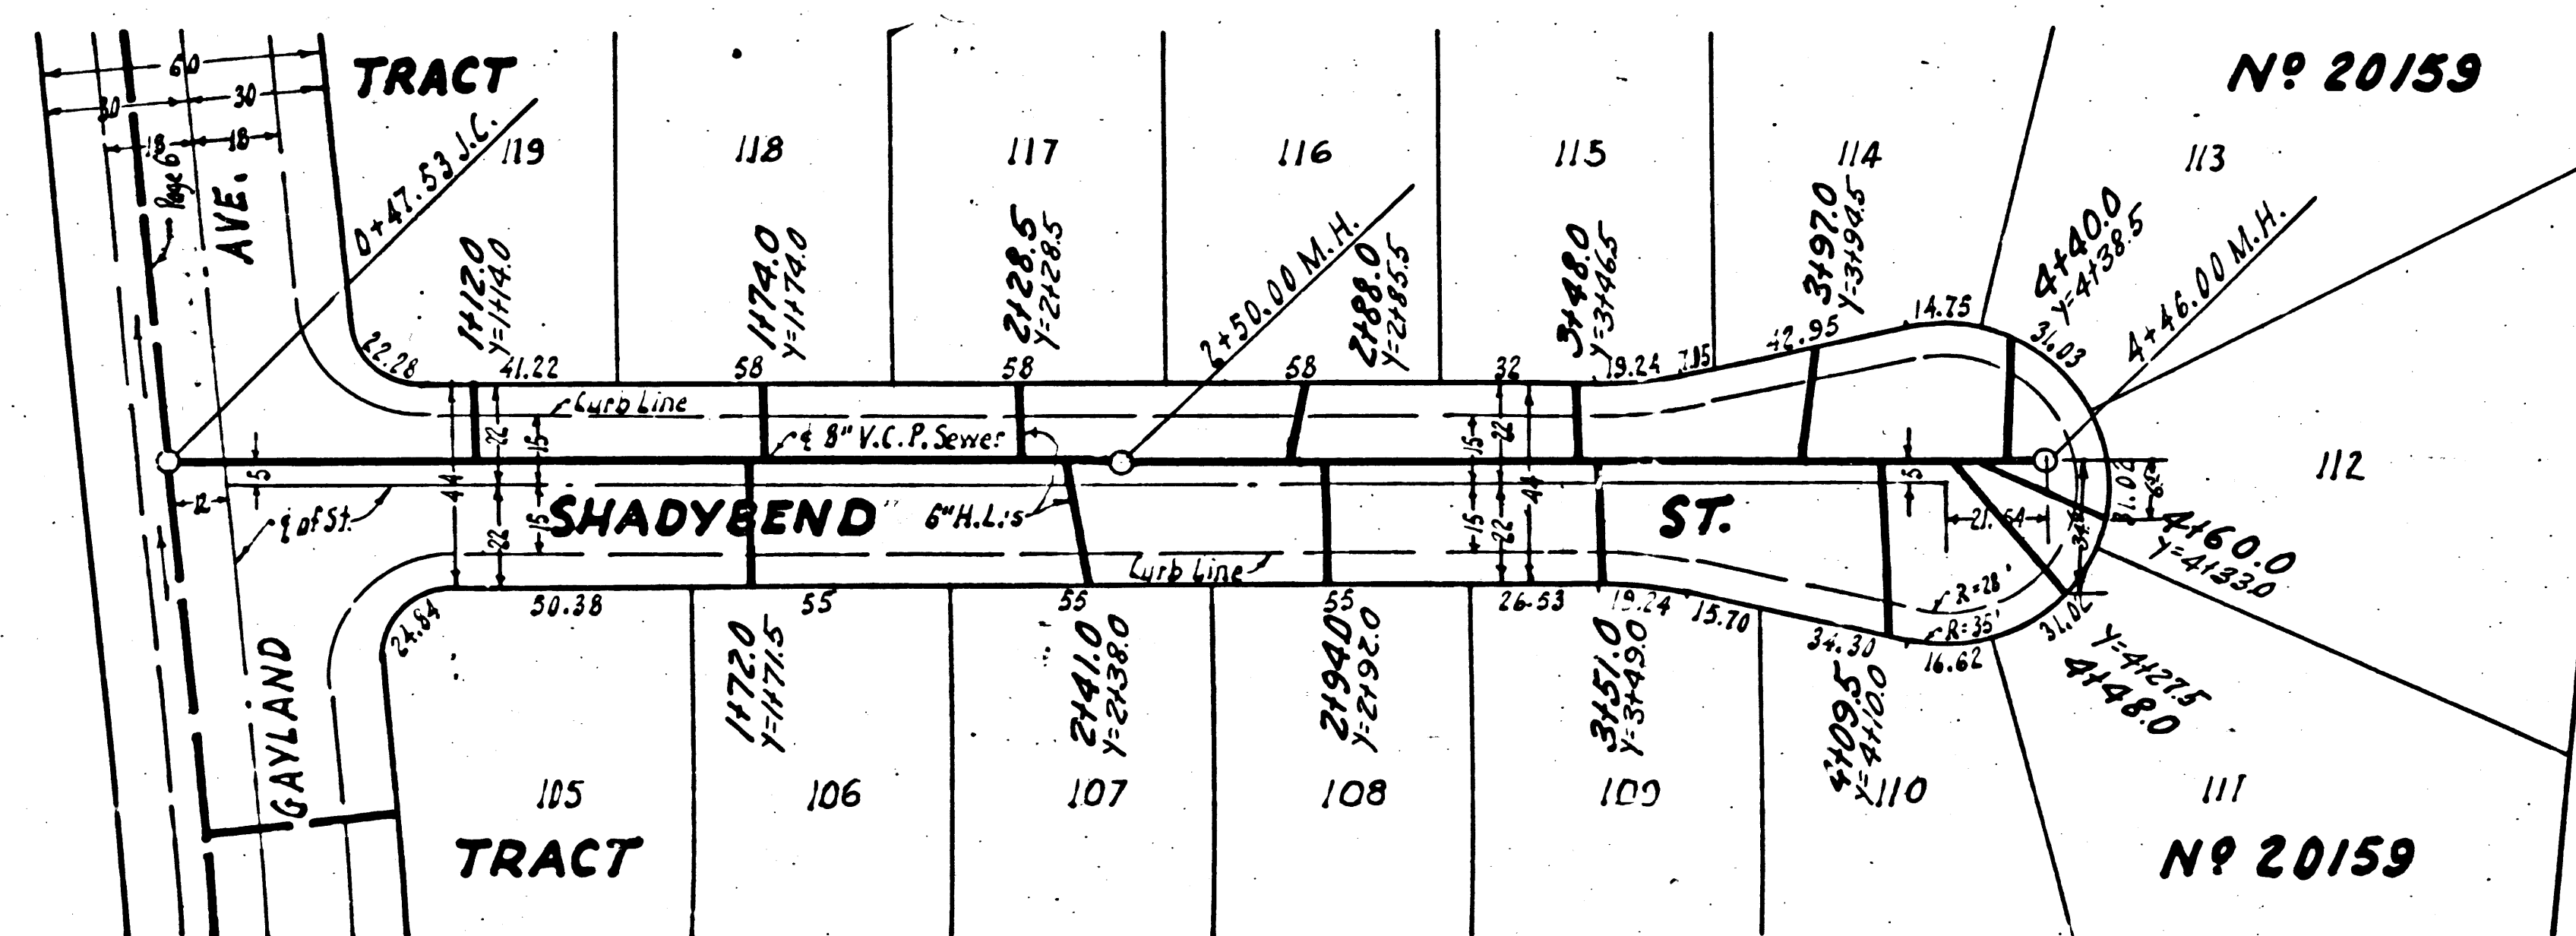 TRACT
Nº 20159
60
30
30
18
18
Page 6
AVE.
0+47.53 J.C.
119
118
117
116
115
114
113
1+12.0
y=1+14.0
1+74.0
y=1+74.0
2+28.5
y=2+28.5
2+50.00 M.H.
2+88.0
y=2+85.5
3+48.0
y=3+46.5
3+97.0
y=3+94.5
4+40.0
y=4+38.5
4+46.00 M.H.
22.28
41.22
58
58
58
32
19.24
7.15
42.95
14.75
31.03
Curb Line
¢ 8" V.C.P. Sewer
22
15
44
5
12
¢ of St.
SHADYBEND
6" H.L.'s
15
22
15
22
44
15
22
ST.
5
21.54
31.02
112
4+60.0
y=4+33.0
Curb Line
R=28'
R=35'
24.84
50.38
55
55
55
26.53
19.24
15.70
34.30
16.62
31.02
y=4+27.5
4+48.0
1+72.0
y=1+71.5
2+41.0
y=2+38.0
2+94.0
y=2+92.0
3+51.0
y=3+49.0
4+09.5
y=4+10.0
GAYLAND
105
106
107
108
109
110
111
TRACT
Nº 20159